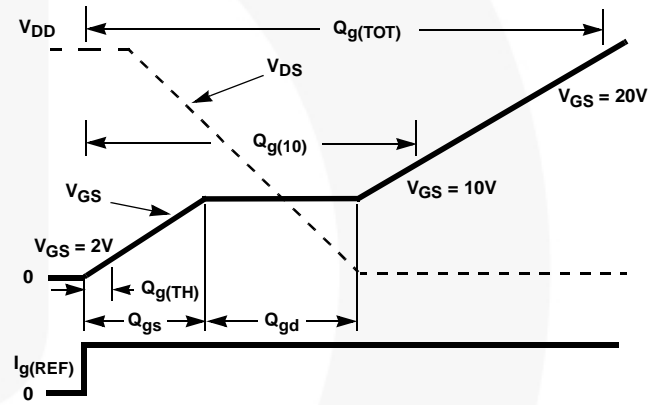 V_DD
Q_g(TOT)
V_DS
V_GS = 20V
Q_g(10)
V_GS
V_GS = 10V
V_GS = 2V
0
Q_g(TH)
Q_gs
Q_gd
I_g(REF)
0